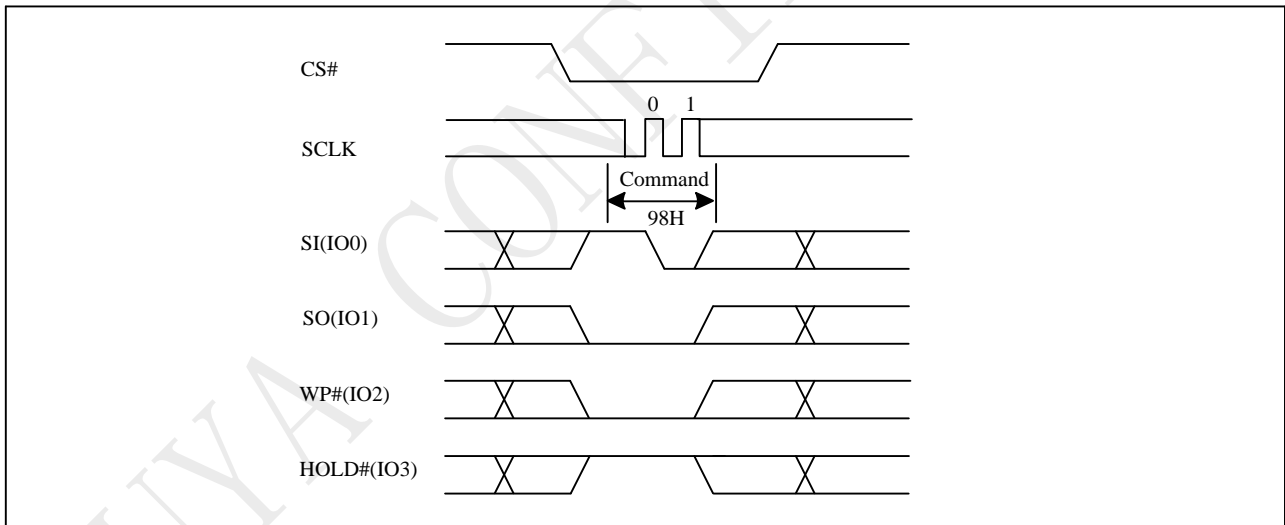 CS#
0 1
SCLK
Command
98H
SI(IO0)
SO(IO1)
WP#(IO2)
HOLD#(IO3)